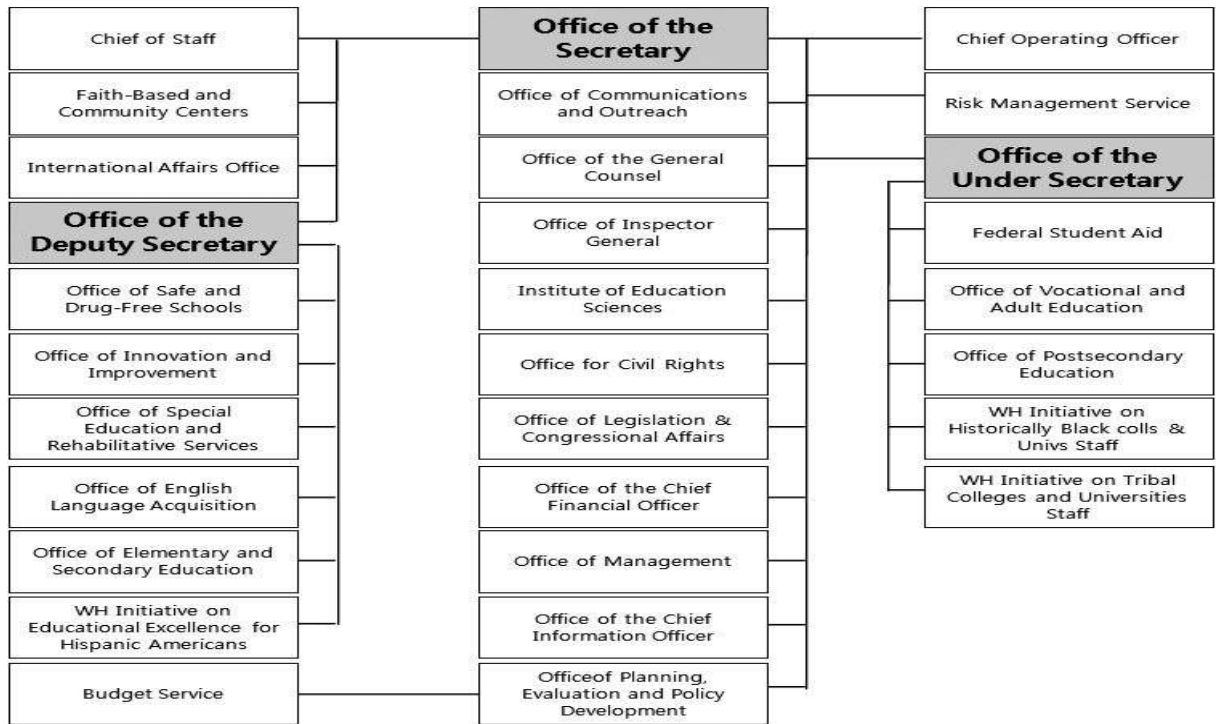 Chief of Staff
Faith-Based and
Community Centers
International Affairs Office
Office of the
Deputy Secretary
Office of Safe and
Drug-Free Schools
Office of Innovation and
Improvement
Office of Special
Education and
Rehabilitative Services
Office of English
Language Acquisition
Office of Elementary and
Secondary Education
WH Initiative on
Educational Excellence for
Hispanic Americans
Budget Service
Office of the
Secretary
Office of Communications
and Outreach
Office of the General
Counsel
Office of Inspector
General
Institute of Education
Sciences
Office for Civil Rights
Office of Legislation &
Congressional Affairs
Office of the Chief
Financial Officer
Office of Management
Office of the Chief
Information Officer
Officeof Planning,
Evaluation and Policy
Development
Chief Operating Officer
Risk Management Service
Office of the
Under Secretary
Federal Student Aid
Office of Vocational and
Adult Education
Office of Postsecondary
Education
WH Initiative on
Historically Black colls &
Univs Staff
WH Initiative on Tribal
Colleges and Universities
Staff